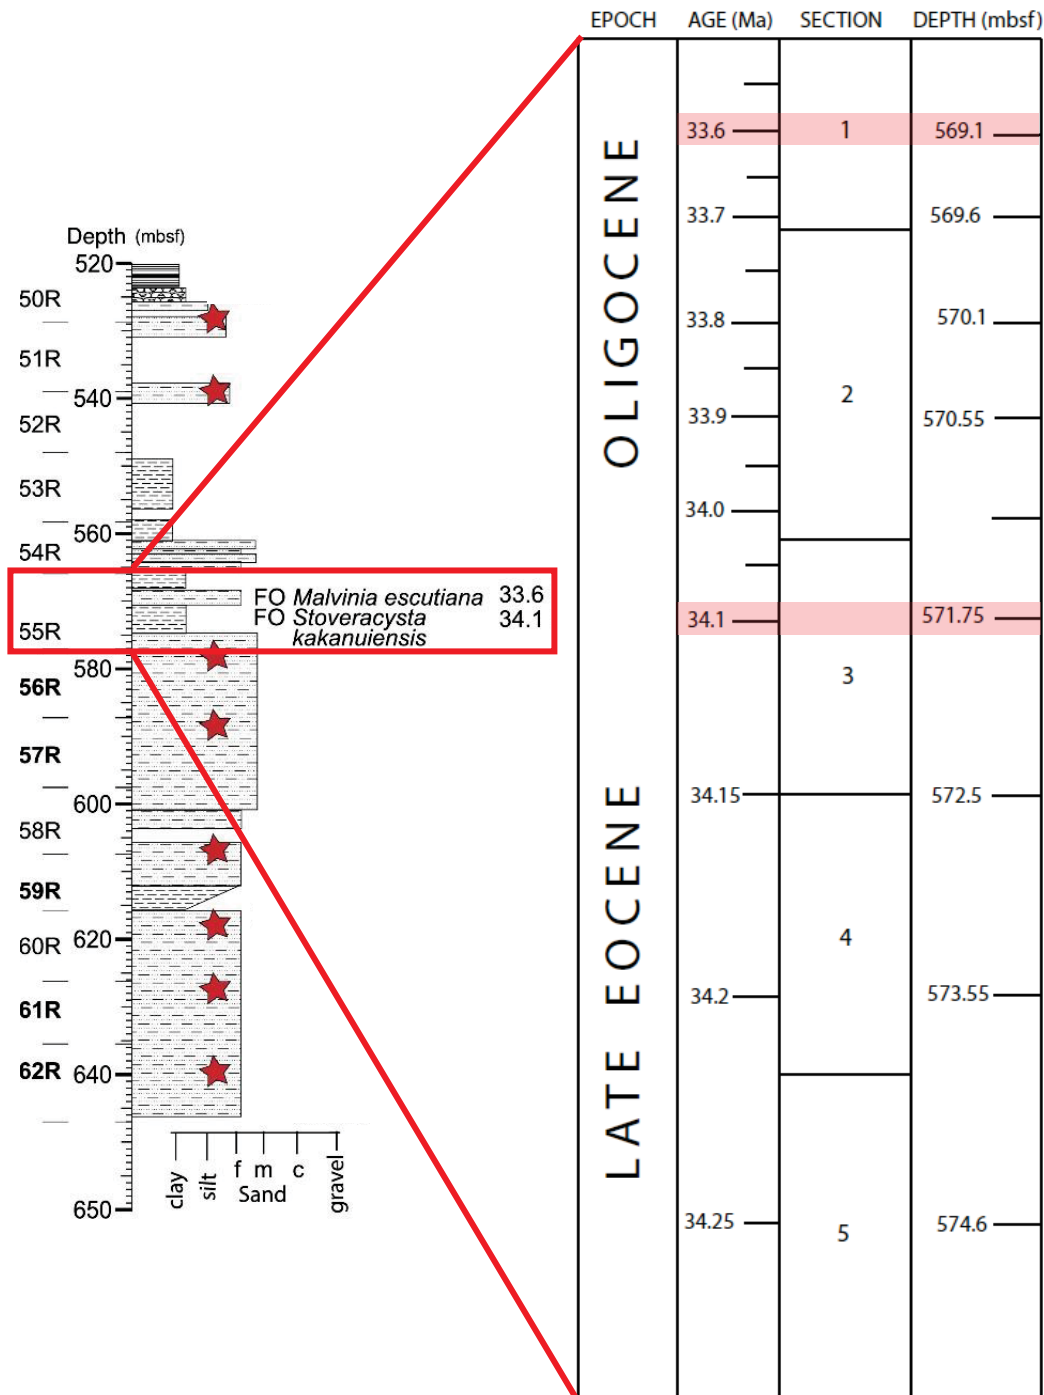 EPOCH AGE (Ma) SECTION DEPTH (mbsf)
33.6 1 569.1
33.7 569.6
33.8 570.1
2
33.9 570.55
34.0
34.1 571.75
3
34.15 572.5
4
34.2 573.55
34.25 574.6
5
OLIGOCENE
LATE EOCENE
Depth (mbsf)
520
50R
51R
540
52R
53R
560
54R
55R
580
56R
57R
600
58R
59R
620
60R
61R
640
62R
650
FO Malvinia escutiana 33.6
FO Stoveracysta 34.1
kakanuiensis
clay silt f m c gravel
Sand